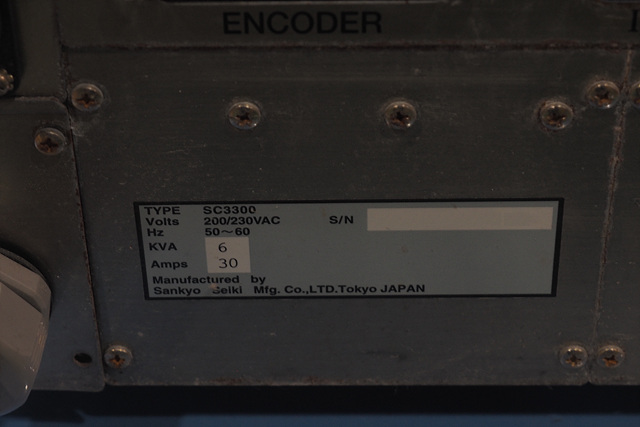 ENCODER
TYPE SC3300
Volts 200/230VAC S/N
Hz 50~60
KVA 6
Amps 30
Manufactured by
Sankyo Seiki Mfg. Co.,LTD.Tokyo JAPAN